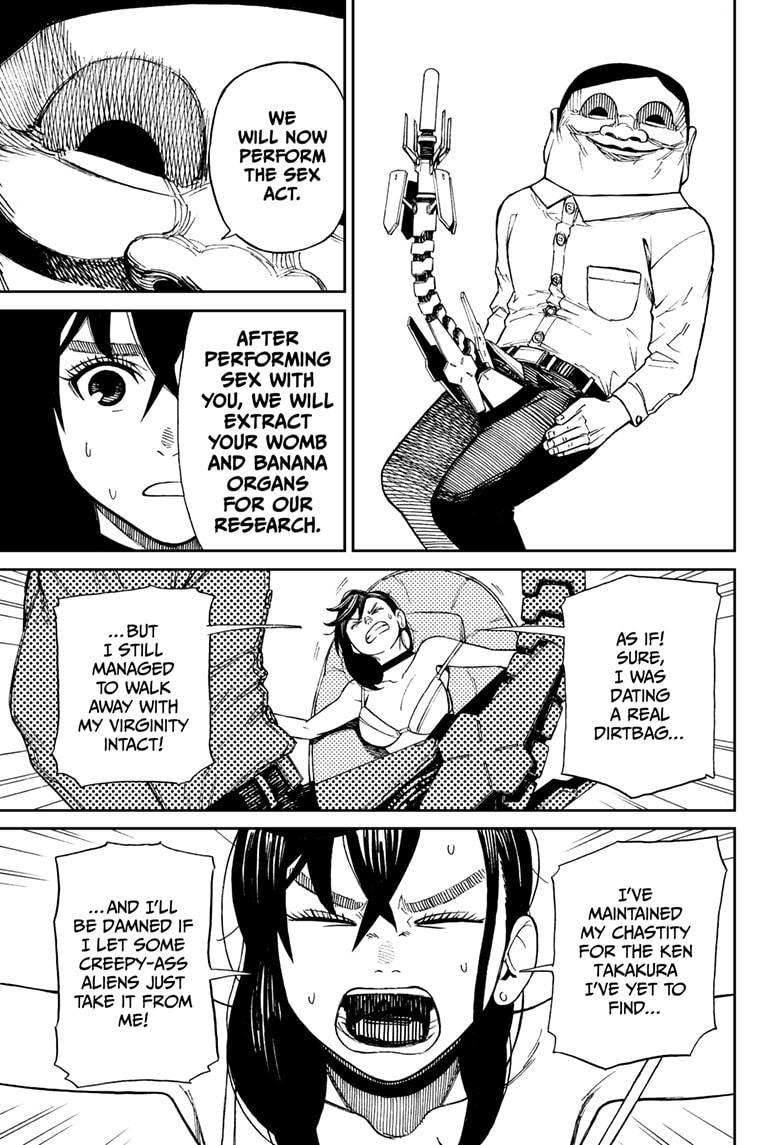 WE
WILL NOW
PERFORM
THE SEX
ACT.
AFTER
PERFORMING
SEX WITH
YOU, WE WILL
EXTRACT
YOUR WOMB
AND BANANA
ORGANS
FOR OUR
RESEARCH.
AS IF!
SURE,
I WAS
DATING
A REAL
DIRTBAG...
...BUT
I STILL
MANAGED
TO WALK
AWAY WITH
MY VIRGINITY
INTACT!
I'VE
MAINTAINED
MY CHASTITY
FOR THE KEN
TAKAKURA
I'VE YET TO
FIND...
...AND I'LL
BE DAMNED IF
I LET SOME
CREEPY-ASS
ALIENS JUST
TAKE IT FROM
ME!